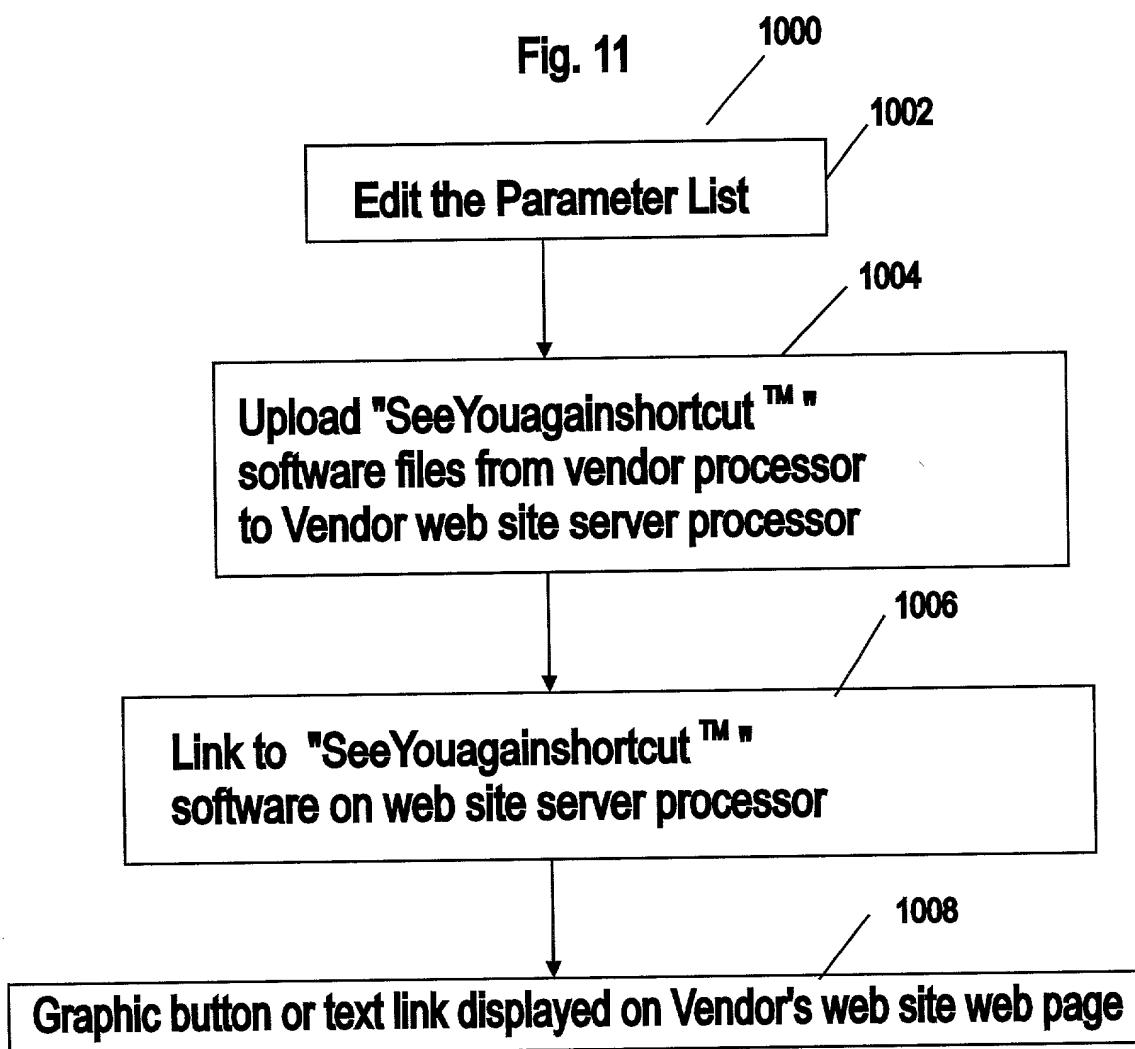 Fig. 11
1000
1002
Edit the Parameter List
1004
Upload "SeeYouagainshortcut ™ "
software files from vendor processor
to Vendor web site server processor
1006
Link to "SeeYouagainshortcut ™ "
software on web site server processor
1008
Graphic button or text link displayed on Vendor's web site web page